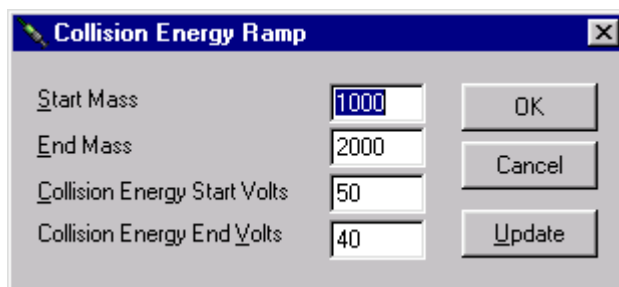 Collision Energy Ramp
Start Mass 1000 OK
End Mass 2000 Cancel
Collision Energy Start Volts 50
Collision Energy End Volts 40 Update